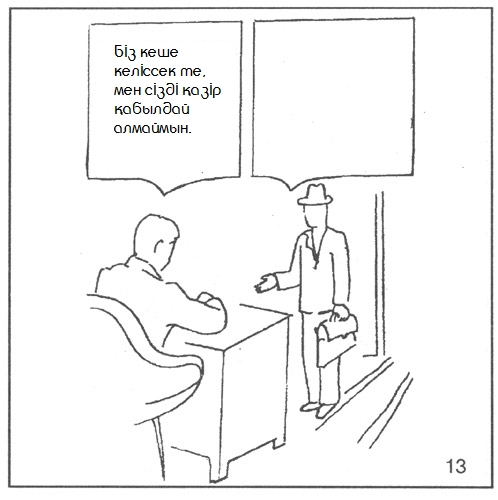 Біз кеше
келіссек те,
мен сізді қазір
қабылдай
алмаймын.
13